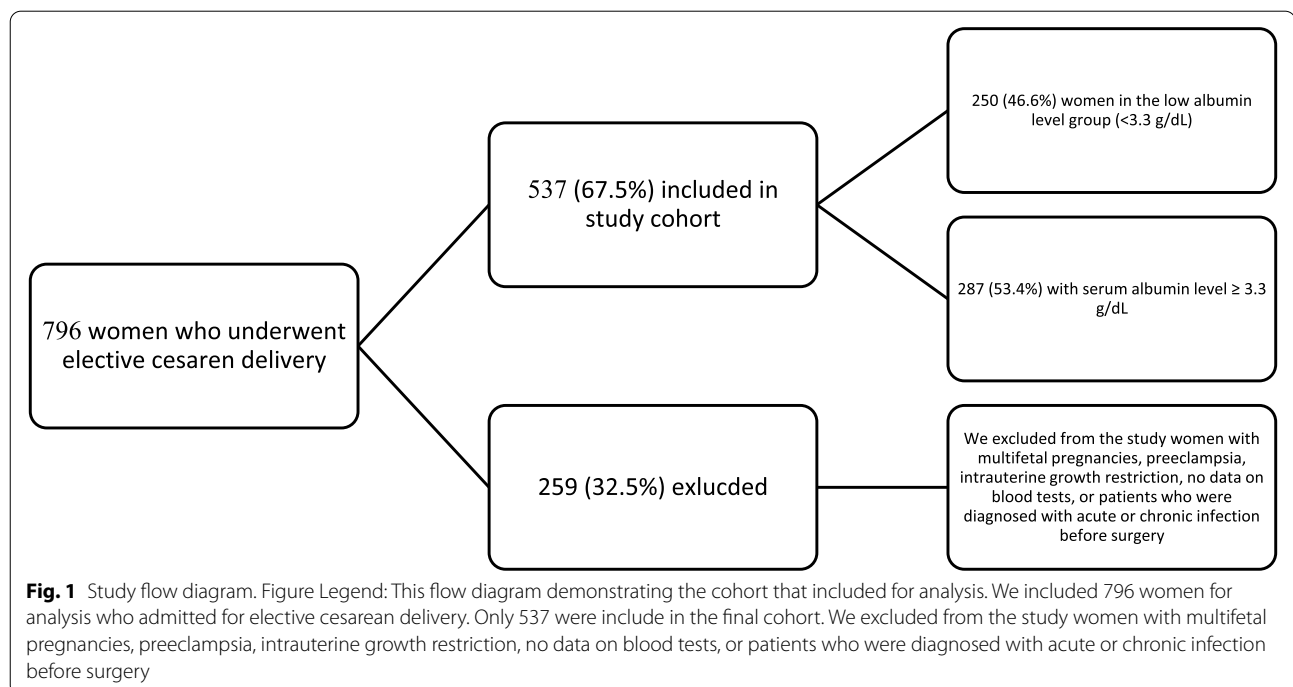 796 women who underwent
elective cesaren delivery
537 (67.5%) included in
study cohort
259 (32.5%) exlucded
250 (46.6%) women in the low albumin
level group (<3.3 g/dL)
287 (53.4%) with serum albumin level ≥ 3.3
g/dL
We excluded from the study women with
multifetal pregnancies, preeclampsia,
intrauterine growth restriction, no data on
blood tests, or patients who were
diagnosed with acute or chronic infection
before surgery
Fig. 1 Study flow diagram. Figure Legend: This flow diagram demonstrating the cohort that included for analysis. We included 796 women for
analysis who admitted for elective cesarean delivery. Only 537 were include in the final cohort. We excluded from the study women with multifetal
pregnancies, preeclampsia, intrauterine growth restriction, no data on blood tests, or patients who were diagnosed with acute or chronic infection
before surgery